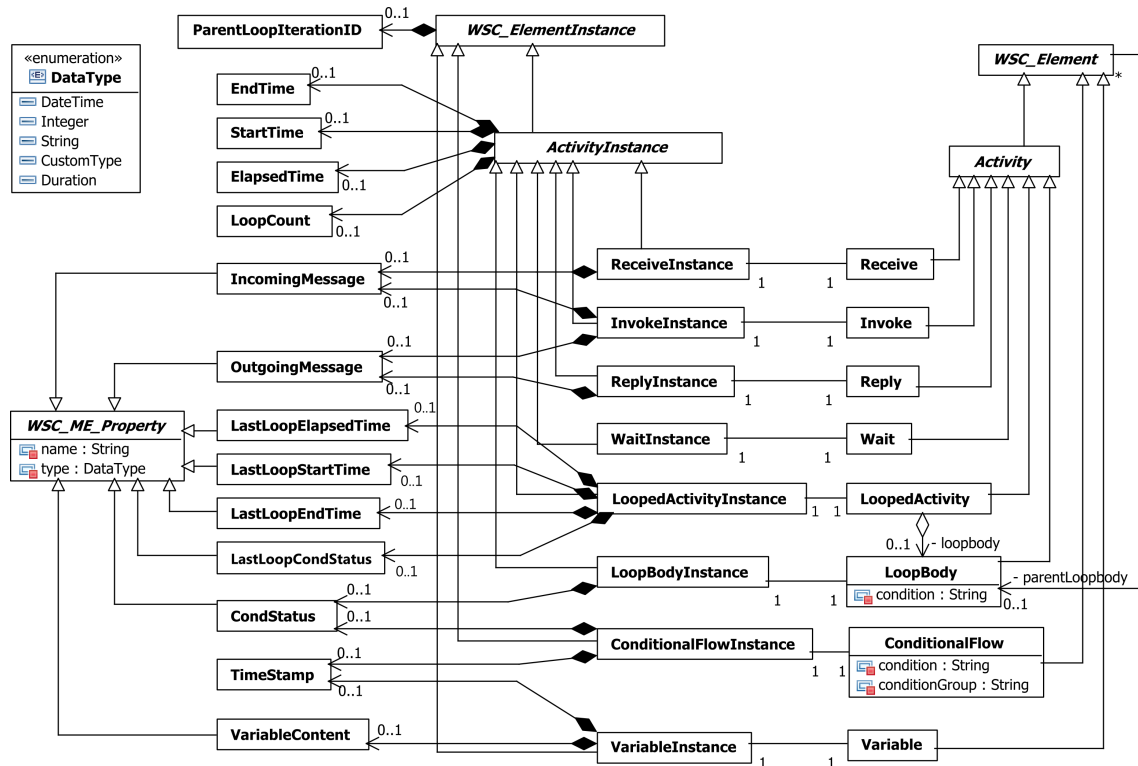 ParentLoopIterationID
0..1
WSC_ElementInstance
«enumeration»
DataType
DateTime
Integer
String
CustomType
Duration
WSC_Element
*
EndTime
0..1
StartTime
0..1
ActivityInstance
Activity
ElapsedTime
0..1
LoopCount
0..1
IncomingMessage
0..1
0..1
ReceiveInstance
1
1
Receive
InvokeInstance
1
1
Invoke
OutgoingMessage
0..1
0..1
ReplyInstance
1
1
Reply
WSC_ME_Property
name : String
type : DataType
LastLoopElapsedTime
0..1
WaitInstance
1
1
Wait
LastLoopStartTime
0..1
LoopedActivityInstance
1
1
LoopedActivity
LastLoopEndTime
0..1
0..1
- loopbody
LastLoopCondStatus
0..1
LoopBodyInstance
1
1
LoopBody
condition : String
- parentLoopbody
0..1
CondStatus
0..1
0..1
ConditionalFlowInstance
1
1
ConditionalFlow
condition : String
conditionGroup : String
TimeStamp
0..1
0..1
VariableContent
0..1
VariableInstance
1
1
Variable